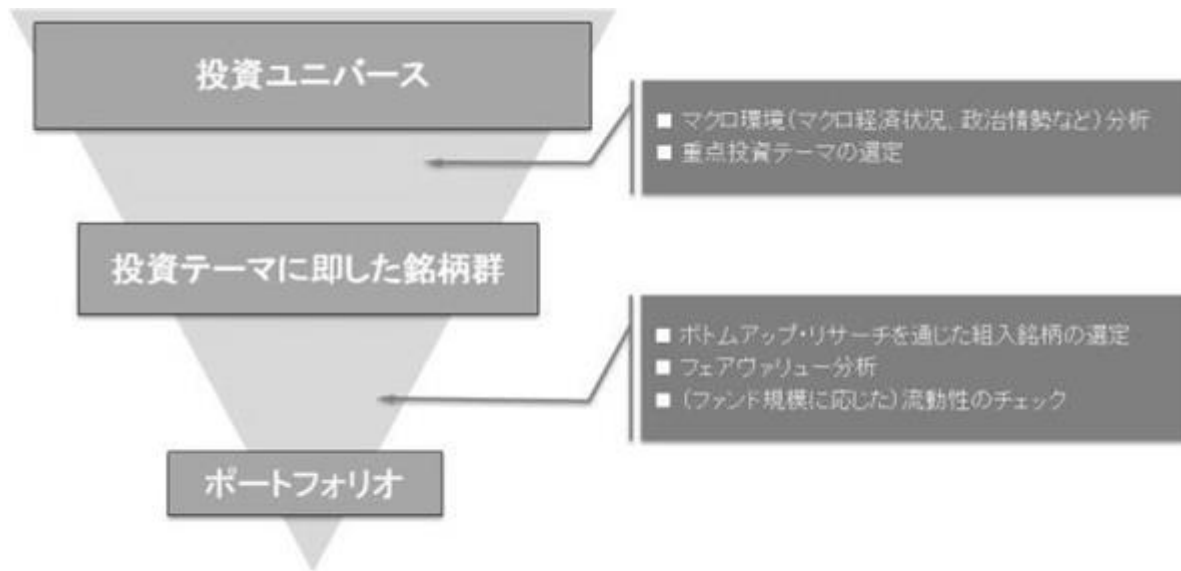 投資ユニバース
■ マクロ環境(マクロ経済状況、政治情勢など)分析
■ 重点投資テーマの選定
投資テーマに即した銘柄群
■ ボトムアップ・リサーチを通じた組入銘柄の選定
■ フェアヴァリュー分析
■ (ファンド規模に応じた)流動性のチェック
ポートフォリオ